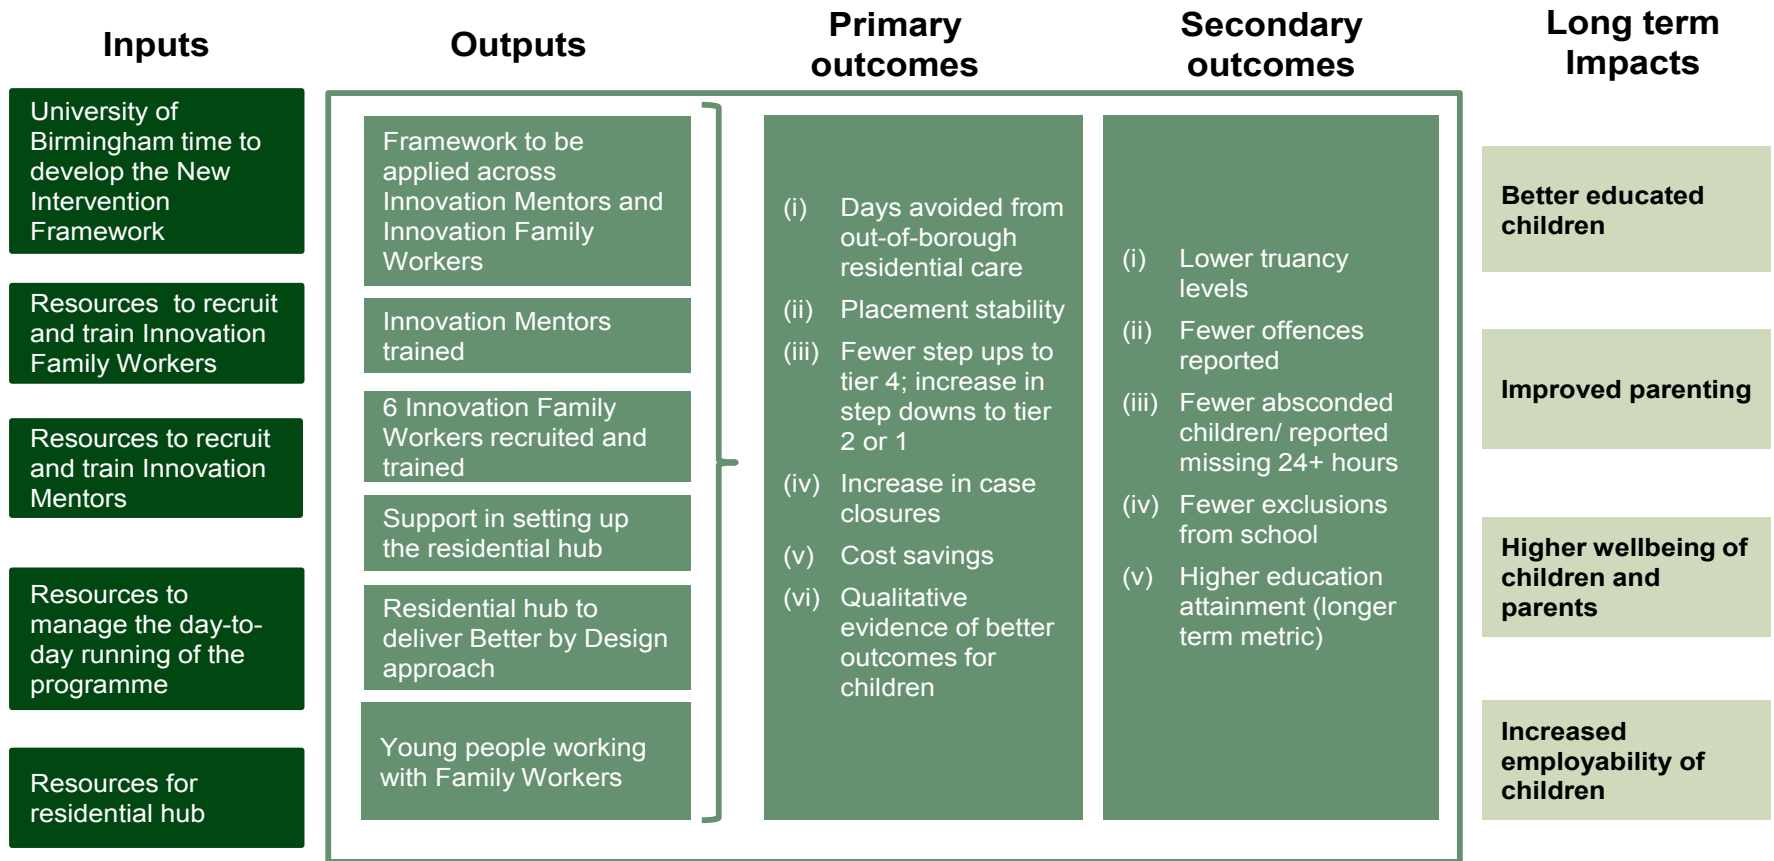 Inputs
Outputs
Primary
outcomes
Secondary
outcomes
Long term
Impacts
University of
Birmingham time to
develop the New
Intervention
Framework
Resources to recruit
and train Innovation
Family Workers
Resources to recruit
and train Innovation
Mentors
Resources to
manage the day-to-
day running of the
programme
Resources for
residential hub
Framework to be
applied across
Innovation Mentors and
Innovation Family
Workers
Innovation Mentors
trained
6 Innovation Family
Workers recruited and
trained
Support in setting up
the residential hub
Residential hub to
deliver Better by Design
approach
Young people working
with Family Workers
(i) Days avoided from
out-of-borough
residential care
(ii) Placement stability
(iii) Fewer step ups to
tier 4; increase in
step downs to tier
2 or 1
(iv) Increase in case
closures
(v) Cost savings
(vi) Qualitative
evidence of better
outcomes for
children
(i) Lower truancy
levels
(ii) Fewer offences
reported
(iii) Fewer absconded
children/ reported
missing 24+ hours
(iv) Fewer exclusions
from school
(v) Higher education
attainment (longer
term metric)
Better educated
children
Improved parenting
Higher wellbeing of
children and
parents
Increased
employability of
children